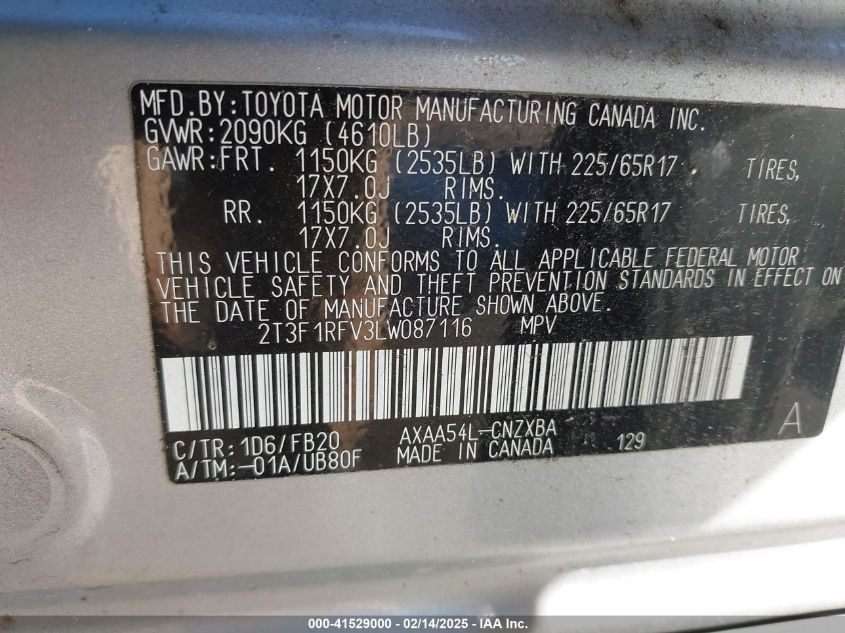 MFD.BY:TOYOTA MOTOR MANUFACTURING CANADA INC.
GVWR:2090KG (4610LB)
GAWR:FRT. 1150KG (2535LB) WITH 225/65R17 TIRES,
17X7.0J RIMS.
RR. 1150KG (2535LB) WITH 225/65R17 TIRES,
17X7.0J RIMS.
THIS VEHICLE CONFORMS TO ALL APPLICABLE FEDERAL MOTOR
VEHICLE SAFETY AND THEFT PREVENTION STANDARDS IN EFFECT ON
THE DATE OF MANUFACTURE SHOWN ABOVE.
2T3F1RFV3LW087116 MPV
C/TR:1D6/FB20 AXAA54L-CNZXBA A
A/TM:-01A/UB80F MADE IN CANADA 129
000-41529000 - 02/14/2025 - IAA Inc.